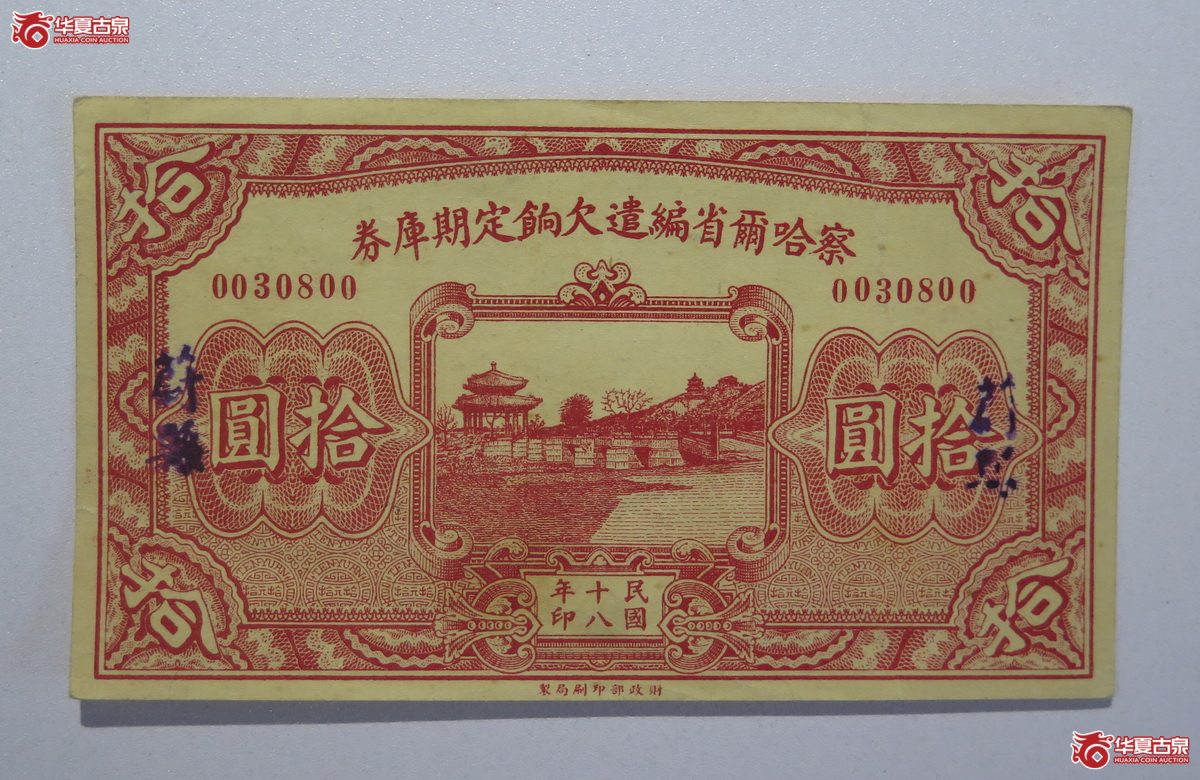 华夏古泉
HUAXIA COIN AUCTION
拾
拾
察哈爾省編遣欠餉定期庫券
0030800
0030800
拾圓
拾圓
民國
十八
年印
拾
拾
財政部印刷局製
华夏古泉
HUAXIA COIN AUCTION